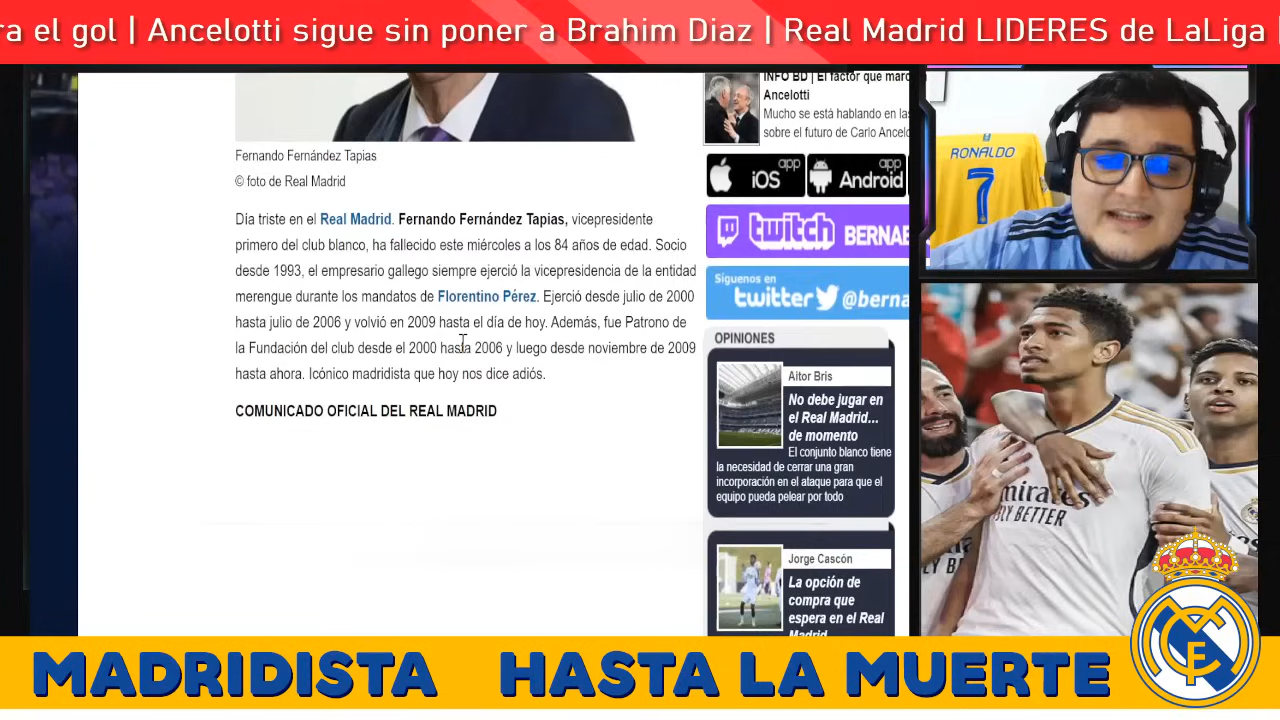 ra el gol | Ancelotti sigue sin poner a Brahim Diaz | Real Madrid LIDERES de LaLiga |
Fernando Fernández Tapias
© foto de Real Madrid
Día triste en el Real Madrid. Fernando Fernández Tapias, vicepresidente
primero del club blanco, ha fallecido este miércoles a los 84 años de edad. Socio
desde 1993, el empresario gallego siempre ejerció la vicepresidencia de la entidad
merengue durante los mandatos de Florentino Pérez. Ejerció desde julio de 2000
hasta julio de 2006 y volvió en 2009 hasta el día de hoy. Además, fue Patrono de
la Fundación del club desde el 2000 hasta 2006 y luego desde noviembre de 2009
hasta ahora. Icónico madridista que hoy nos dice adiós.
COMUNICADO OFICIAL DEL REAL MADRID
INFO BD | El factor que marc
Ancelotti
Mucho se está hablando en las
sobre el futuro de Carlo Ancelo
app
iOS
app
Android
twitch BERNAB
Síguenos en
twitter @berna
OPINIONES
Aitor Bris
No debe jugar en
el Real Madrid...
de momento
El conjunto blanco tiene
la necesidad de cerrar una gran
incorporación en el ataque para que el
equipo pueda pelear por todo
Jorge Cascón
La opción de
compra que
espera en el Real
Madrid
RONALDO
7
Emirates
FLY BETTER
LY B
MADRIDISTA HASTA LA MUERTE